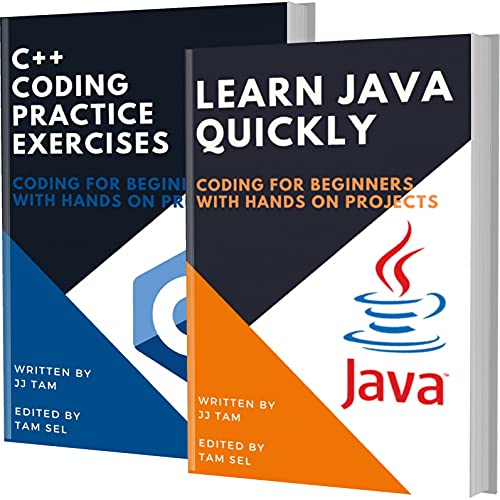 C++
CODING
PRACTICE
EXERCISES
CODING FOR BEGINN
WITH HANDS ON PR
WRITTEN BY
JJ TAM
EDITED BY
TAM SEL
LEARN JAVA
QUICKLY
CODING FOR BEGINNERS
WITH HANDS ON PROJECTS
Java™
WRITTEN BY
JJ TAM
EDITED BY
TAM SEL